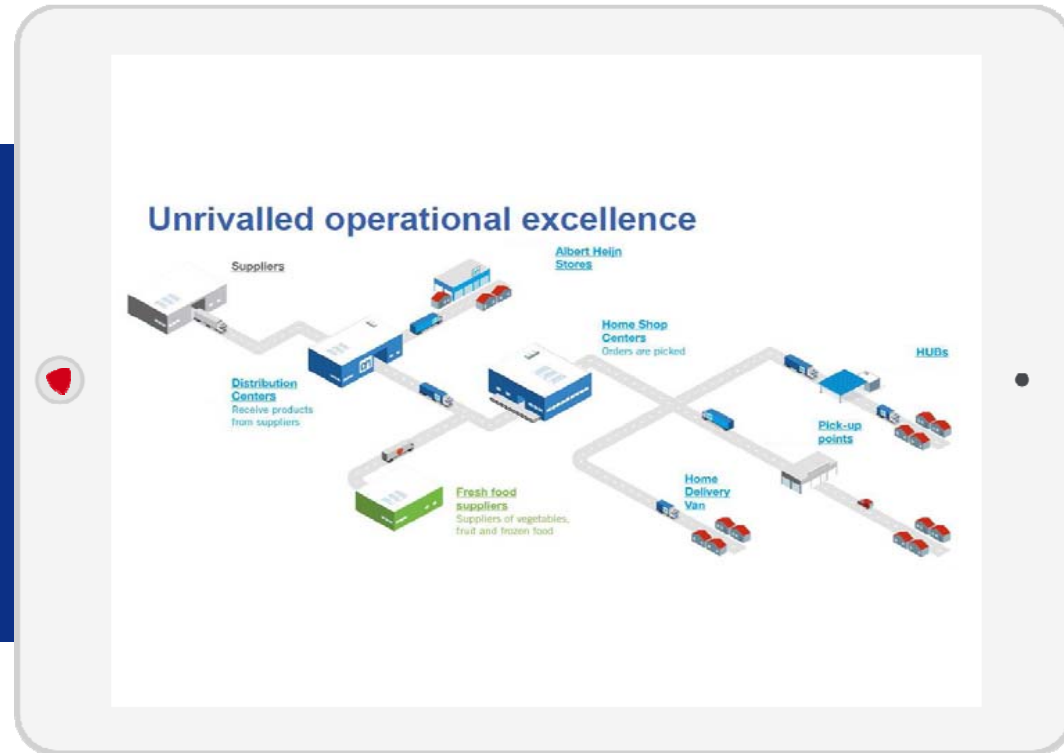 Unrivalled operational excellence
Suppliers
Albert Heijn
Stores
Home Shop
Centers
Orders are picked
HUBs
Distribution
Centers
Receive products
from suppliers
Pick-up
points
Fresh food
suppliers
Suppliers of vegetables,
fruit and frozen food
Home
Delivery
Van